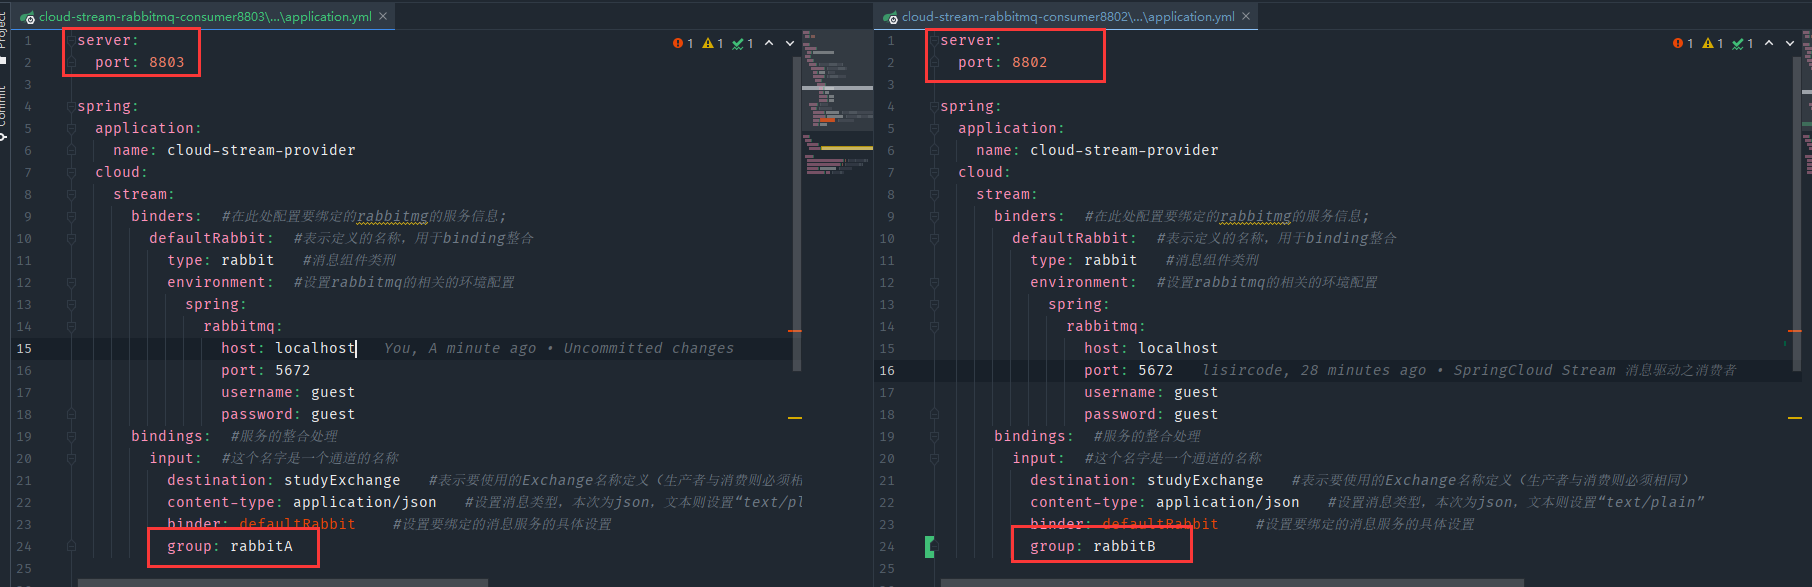 cloud-stream-rabbitmq-consumer8803\...\application.yml
1 server:
2 port: 8803
3
4 spring:
5 application:
6 name: cloud-stream-provider
7 cloud:
8 stream:
9 binders: #在此处配置要绑定的rabbitmg的服务信息;
10 defaultRabbit: #表示定义的名称，用于binding整合
11 type: rabbit #消息组件类刑
12 environment: #设置rabbitmq的相关的环境配置
13 spring:
14 rabbitmq:
15 host: localhost You, A minute ago • Uncommitted changes
16 port: 5672
17 username: guest
18 password: guest
19 bindings: #服务的整合处理
20 input: #这个名字是一个通道的名称
21 destination: studyExchange #表示要使用的Exchange名称定义（生产者与消费则必须相
22 content-type: application/json #设置消息类型，本次为json，文本则设置“text/pl
23 binder: defaultRabbit #设置要绑定的消息服务的具体设置
24 group: rabbitA
25
1 1 1
Project
Commit
cloud-stream-rabbitmq-consumer8802\...\application.yml
1 server:
2 port: 8802
3
4 spring:
5 application:
6 name: cloud-stream-provider
7 cloud:
8 stream:
9 binders: #在此处配置要绑定的rabbitmg的服务信息;
10 defaultRabbit: #表示定义的名称，用于binding整合
11 type: rabbit #消息组件类刑
12 environment: #设置rabbitmq的相关的环境配置
13 spring:
14 rabbitmq:
15 host: localhost
16 port: 5672 lisircode, 28 minutes ago • SpringCloud Stream 消息驱动之消费者
17 username: guest
18 password: guest
19 bindings: #服务的整合处理
20 input: #这个名字是一个通道的名称
21 destination: studyExchange #表示要使用的Exchange名称定义（生产者与消费则必须相同）
22 content-type: application/json #设置消息类型，本次为json，文本则设置“text/plain”
23 binder: defaultRabbit #设置要绑定的消息服务的具体设置
24 group: rabbitB
25
1 1 1